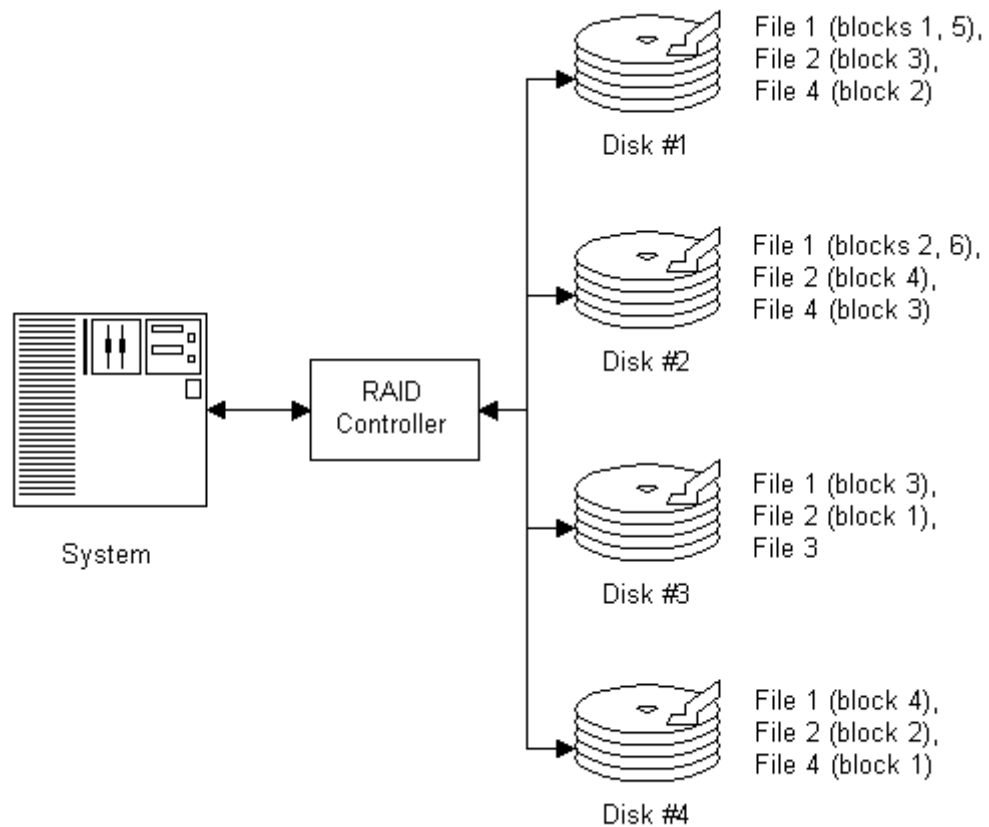 File 1 (blocks 1, 5),
File 2 (block 3),
File 4 (block 2)
Disk #1
File 1 (blocks 2, 6),
File 2 (block 4),
File 4 (block 3)
Disk #2
System
RAID
Controller
File 1 (block 3),
File 2 (block 1),
File 3
Disk #3
File 1 (block 4),
File 2 (block 2),
File 4 (block 1)
Disk #4